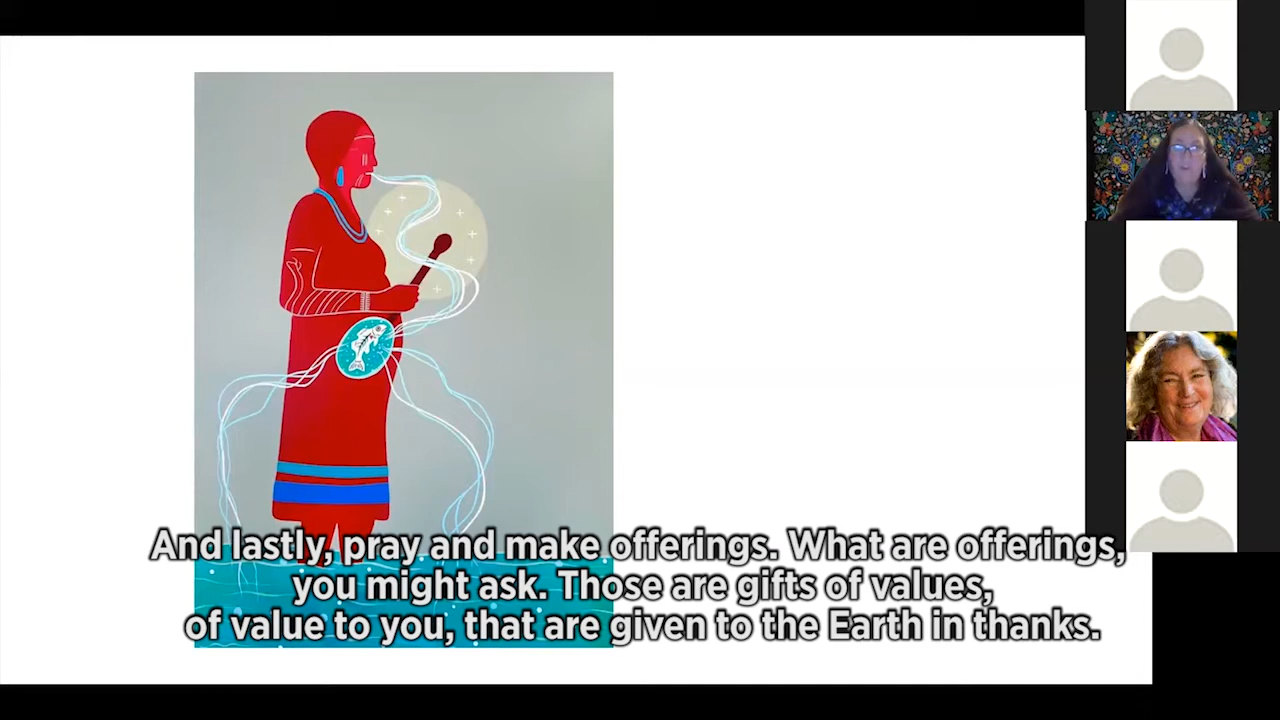 And lastly, pray and make offerings. What are offerings,
you might ask. Those are gifts of values,
of value to you, that are given to the Earth in thanks.